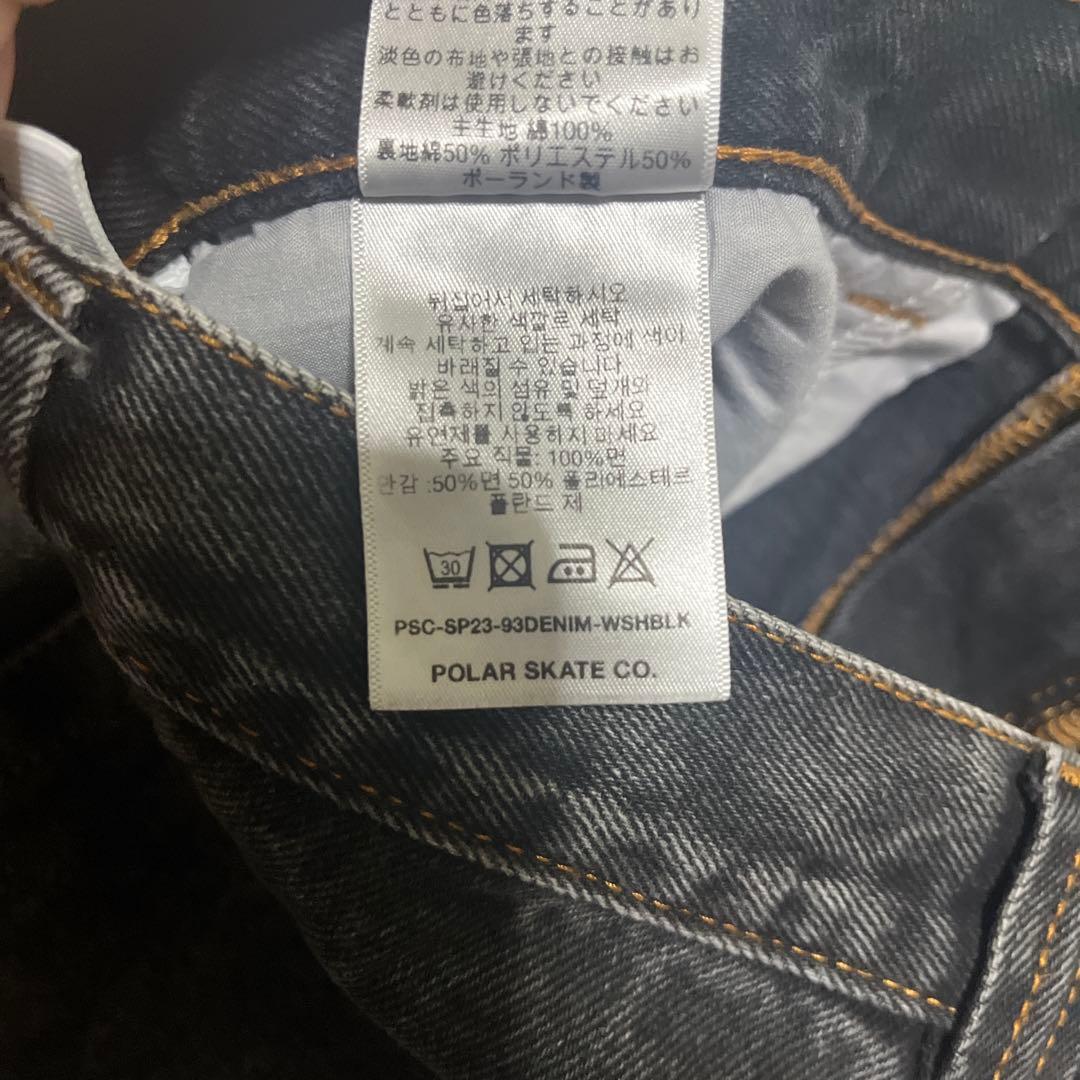 とともに色落ちすることがあり
ます
淡色の布地や張地との接触はお
避けください
柔軟剤は使用しないでください
主生地 綿100%
裏地綿50% ポリエステル50%
ポーランド製
뒤집어서 세탁하시오
유사한 색깔로 세탁
계속 세탁하고 입는 과정에 색이
바래질 수 있습니다
밝은 색의 섬유 및 덮개와
접촉하지 않도록 하세요
유연제를 사용하지 마세요
주요 직물: 100%면
안감 :50%면 50% 폴리에스테르
폴란드 제
30
PSC-SP23-93DENIM-WSHBLK
POLAR SKATE CO.